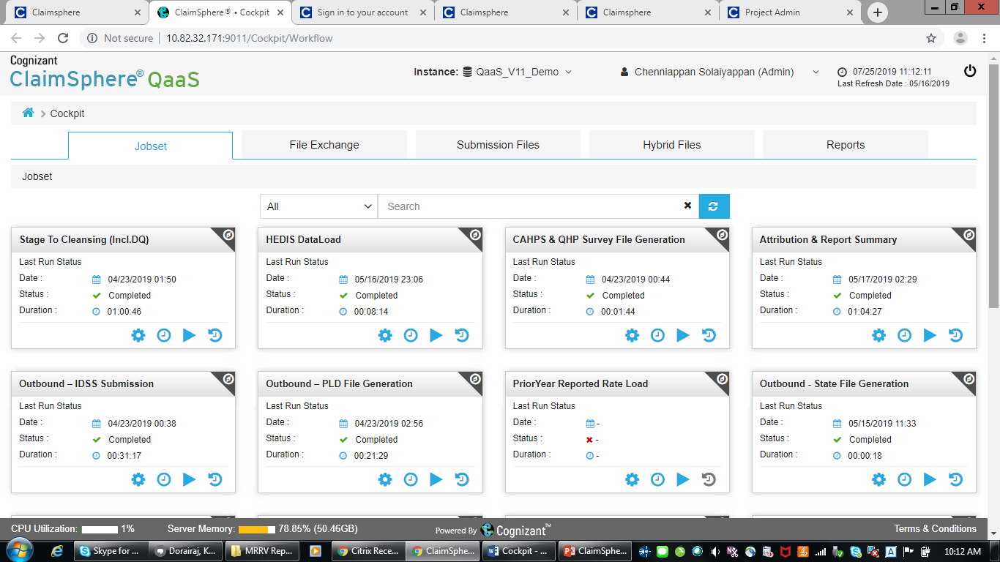 Claimsphere
ClaimSphere® • Cockpit
Sign in to your account
Claimsphere
Claimsphere
Project Admin
Not secure
10.82.32.171:9011/Cockpit/Workflow
Cognizant
ClaimSphere® QaaS
Instance: QaaS_V11_Demo
Chenniappan Solaiyappan (Admin)
07/25/2019 11:12:11
Last Refresh Date : 05/16/2019
Cockpit
Jobset File Exchange Submission Files Hybrid Files Reports
Jobset
All Search
Stage To Cleansing (Incl.DQ)
Last Run Status
Date : 04/23/2019 01:50
Status : Completed
Duration : 01:00:46
HEDIS DataLoad
Last Run Status
Date : 05/16/2019 23:06
Status : Completed
Duration : 00:08:14
CAHPS & QHP Survey File Generation
Last Run Status
Date : 04/23/2019 00:44
Status : Completed
Duration : 00:01:44
Attribution & Report Summary
Last Run Status
Date : 05/17/2019 02:29
Status : Completed
Duration : 01:04:27
Outbound – IDSS Submission
Last Run Status
Date : 04/23/2019 00:38
Status : Completed
Duration : 00:31:17
Outbound – PLD File Generation
Last Run Status
Date : 04/23/2019 02:56
Status : Completed
Duration : 00:21:29
PriorYear Reported Rate Load
Last Run Status
Date : -
Status : -
Duration : -
Outbound - State File Generation
Last Run Status
Date : 05/15/2019 11:33
Status : Completed
Duration : 00:00:18
CPU Utilization: 1% Server Memory: 78.85% (50.46GB) Powered By Cognizant™ Terms & Conditions
Skype for ... Dorairaj, K... MRRV Rep... Citrix Rece... ClaimSphe... Cockpit - ... ClaimSphe... 10:12 AM